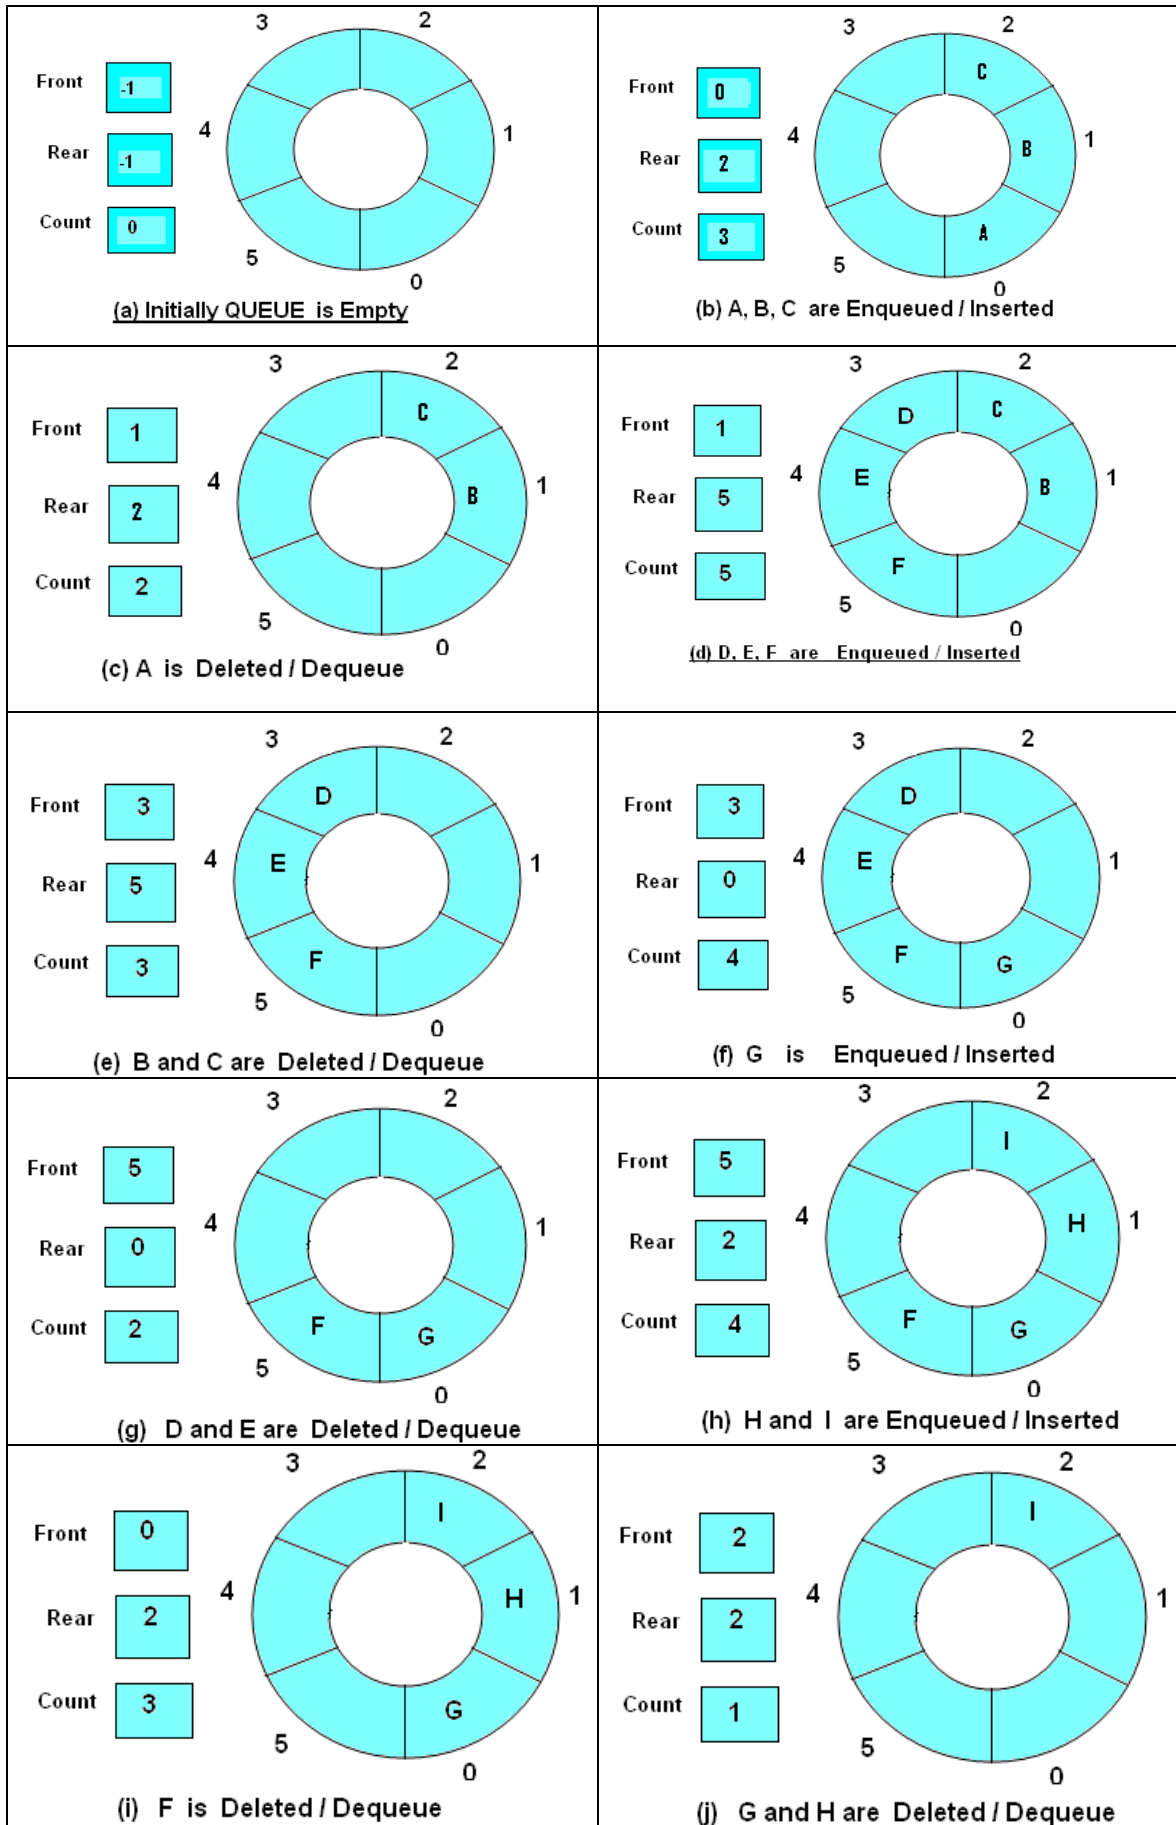 3 2
Front -1
4 1
Rear -1
Count 0
5
0
(a) Initially QUEUE is Empty
3 2
C
Front 0
4 B 1
Rear 2
Count 3
A
5
0
(b) A, B, C are Enqueued / Inserted
3 2
C
Front 1
4 B 1
Rear 2
Count 2
5
0
(c) A is Deleted / Dequeue
3 2
D C
Front 1
4 E B 1
Rear 5
Count 5
F
5
0
(d) D, E, F are Enqueued / Inserted
3 2
D
Front 3
4 E 1
Rear 5
Count 3
F
5
0
(e) B and C are Deleted / Dequeue
3 2
D
Front 3
4 E 1
Rear 0
Count 4
F G
5
0
(f) G is Enqueued / Inserted
3 2
Front 5
4 1
Rear 0
Count 2
F G
5
0
(g) D and E are Deleted / Dequeue
3 2
I
Front 5
4 H 1
Rear 2
Count 4
F G
5
0
(h) H and I are Enqueued / Inserted
3 2
I
Front 0
4 H 1
Rear 2
Count 3
G
5
0
(i) F is Deleted / Dequeue
3 2
I
Front 2
4 1
Rear 2
Count 1
5
0
(j) G and H are Deleted / Dequeue